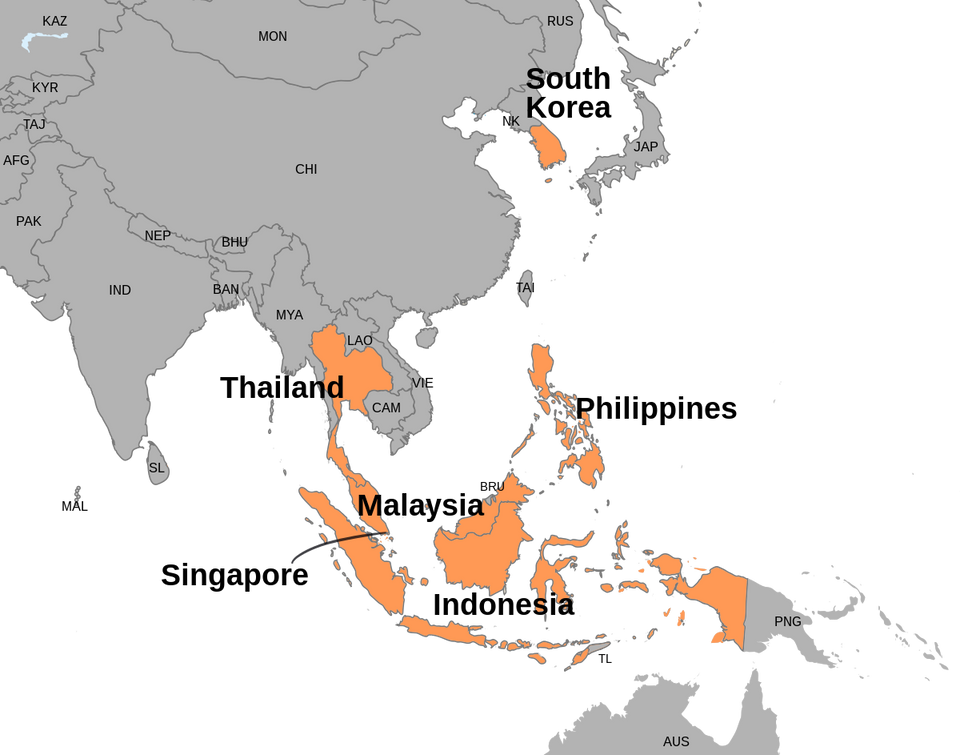 KAZ
RUS
MON
South
Korea
KYR
NK
TAJ
JAP
AFG
CHI
PAK
NEP
BHU
IND
BAN
TAI
MYA
LAO
Thailand
VIE
CAM
Philippines
SL
BRU
MAL
Malaysia
Singapore
Indonesia
PNG
TL
AUS